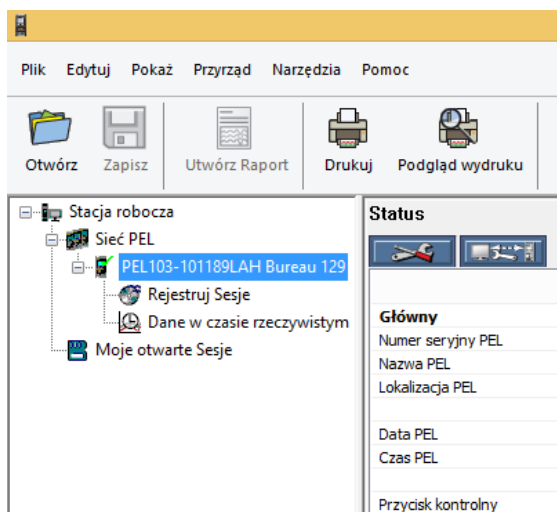 Plik Edytuj Pokaż Przyrząd Narzędzia Pomoc
Otwórz Zapisz Utwórz Raport Drukuj Podgląd wydruku
Stacja robocza
Sieć PEL
PEL103-101189LAH Bureau 129
Rejestruj Sesje
Dane w czasie rzeczywistym
Moje otwarte Sesje
Status
Główny
Numer seryjny PEL
Nazwa PEL
Lokalizacja PEL
Data PEL
Czas PEL
Przycisk kontrolny